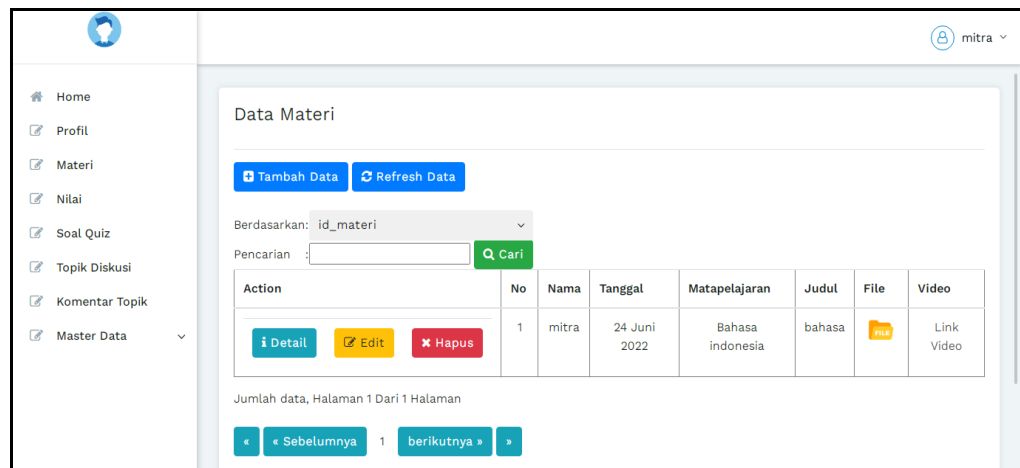 mitra
Home
Profil
Materi
Nilai
Soal Quiz
Topik Diskusi
Komentar Topik
Master Data
Data Materi
Tambah Data Refresh Data
Berdasarkan: id_materi
Pencarian : Cari
Action No Nama Tanggal Matapelajaran Judul File Video
Detail Edit Hapus 1 mitra 24 Juni Bahasa bahasa FILE Link
2022 indonesia Video
Jumlah data, Halaman 1 Dari 1 Halaman
« « Sebelumnya 1 berikutnya » »